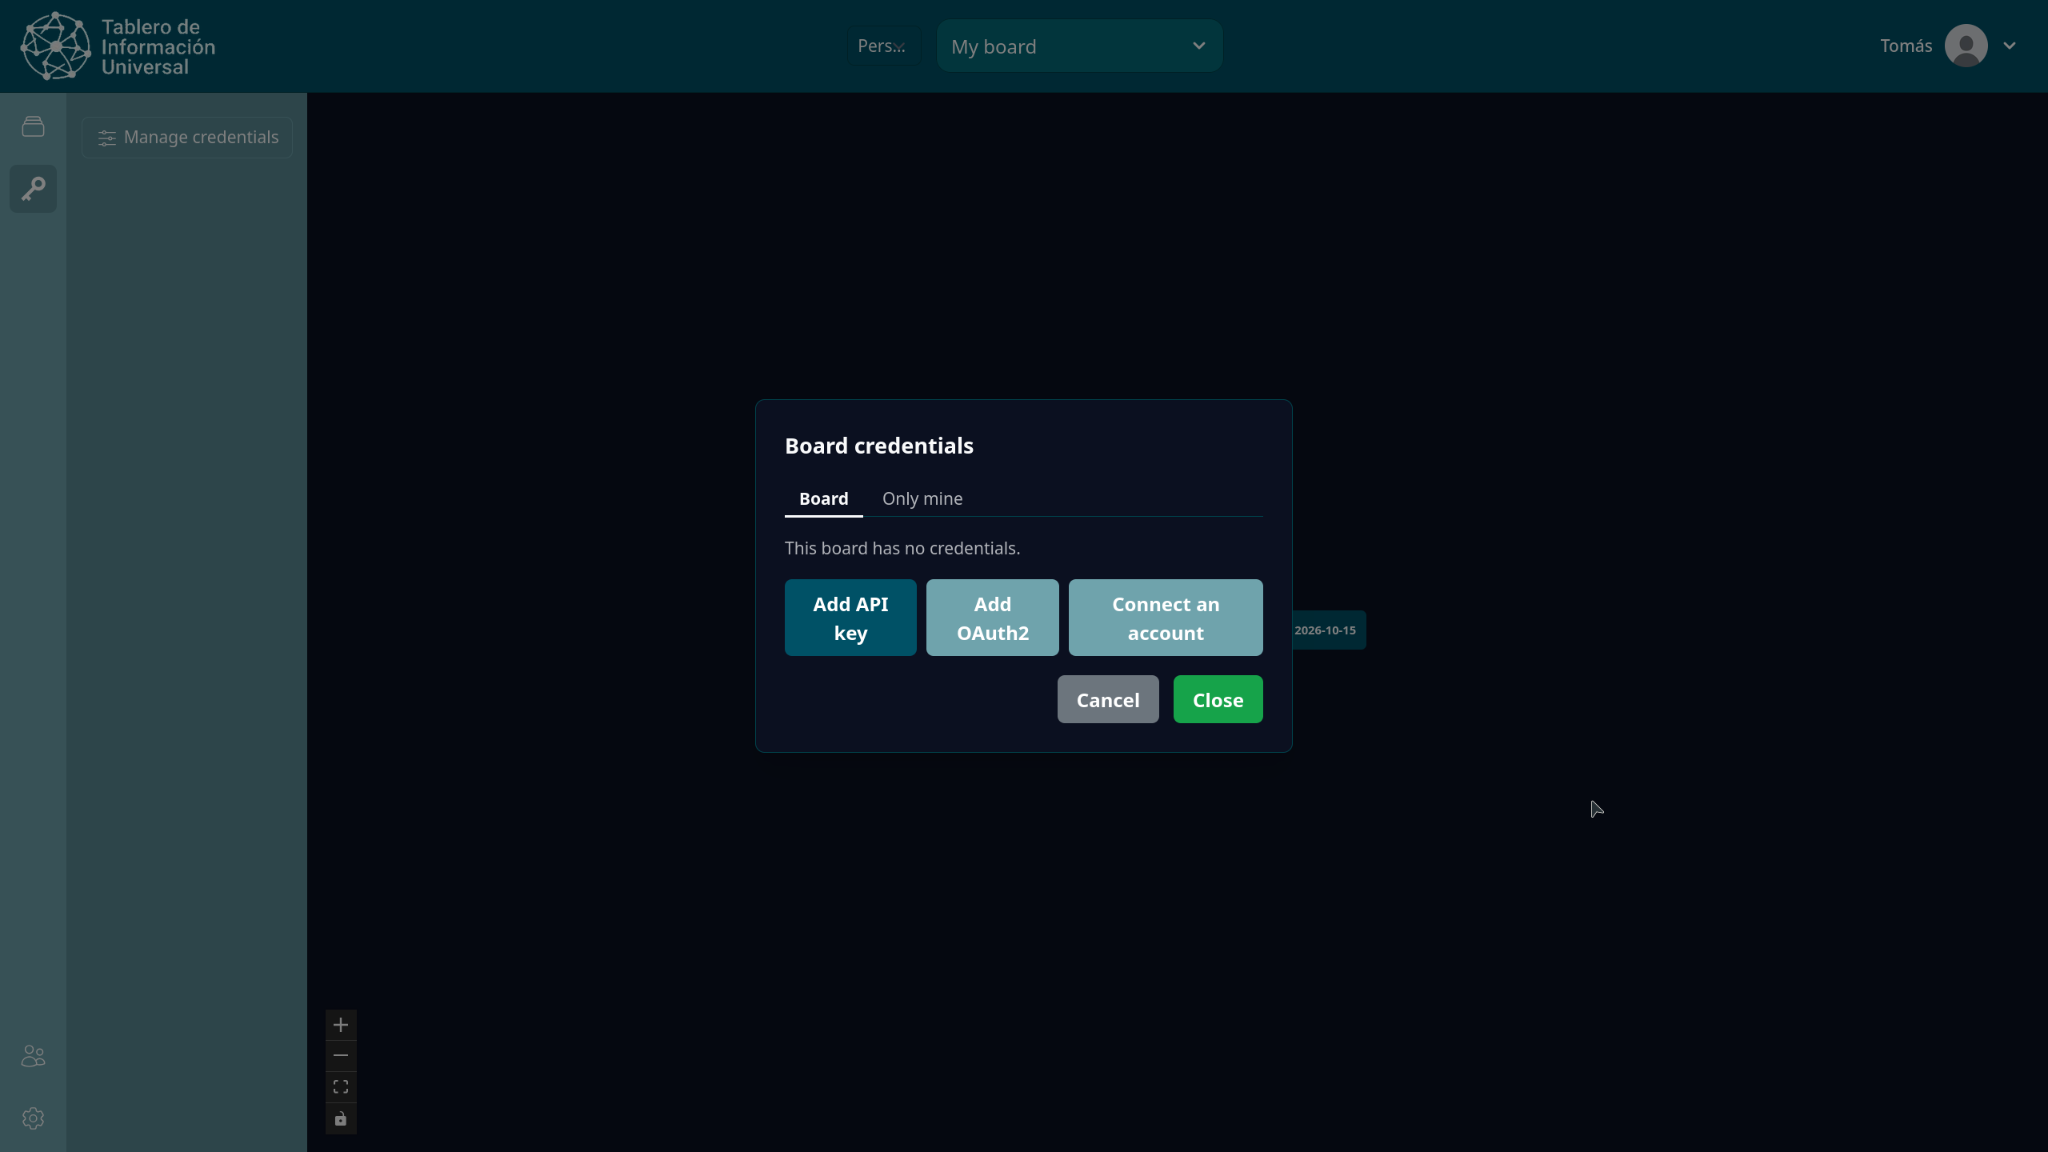 Tablero de
Información
Universal
Pers...
My board
Tomás
Manage credentials
Board credentials
Board
Only mine
This board has no credentials.
Add API
key
Add
OAuth2
Connect an
account
2026-10-15
Cancel
Close